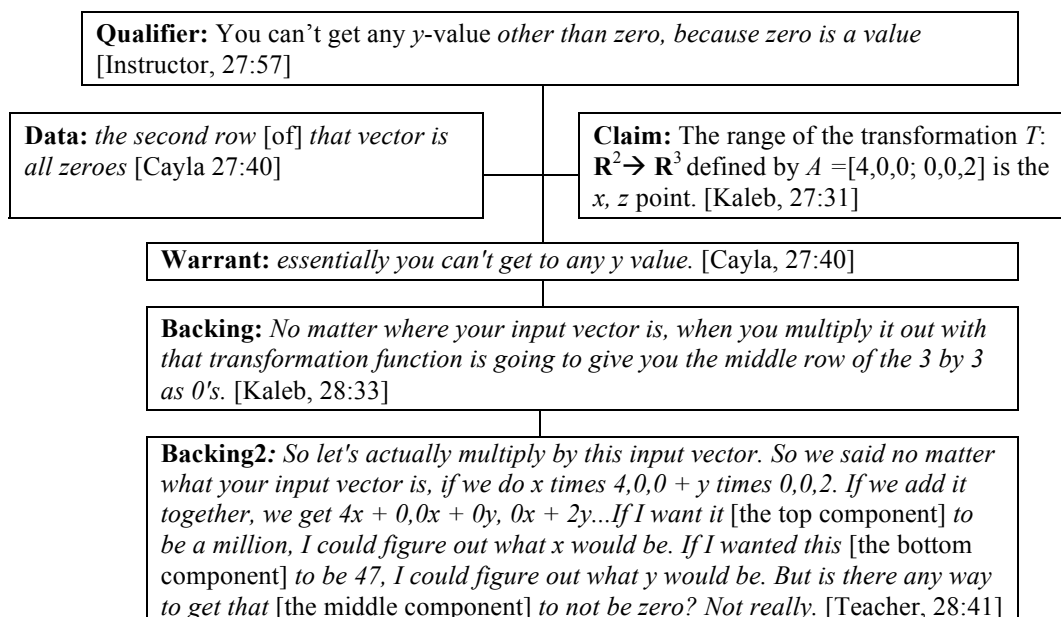 Qualifier: You can’t get any y-value other than zero, because zero is a value
[Instructor, 27:57]
Data: the second row [of] that vector is
all zeroes [Cayla 27:40]
Claim: The range of the transformation T:
R² → R³ defined by A =[4,0,0; 0,0,2] is the
x, z point. [Kaleb, 27:31]
Warrant: essentially you can't get to any y value. [Cayla, 27:40]
Backing: No matter where your input vector is, when you multiply it out with
that transformation function is going to give you the middle row of the 3 by 3
as 0's. [Kaleb, 28:33]
Backing2: So let's actually multiply by this input vector. So we said no matter
what your input vector is, if we do x times 4,0,0 + y times 0,0,2. If we add it
together, we get 4x + 0,0x + 0y, 0x + 2y...If I want it [the top component] to
be a million, I could figure out what x would be. If I wanted this [the bottom
component] to be 47, I could figure out what y would be. But is there any way
to get that [the middle component] to not be zero? Not really. [Teacher, 28:41]